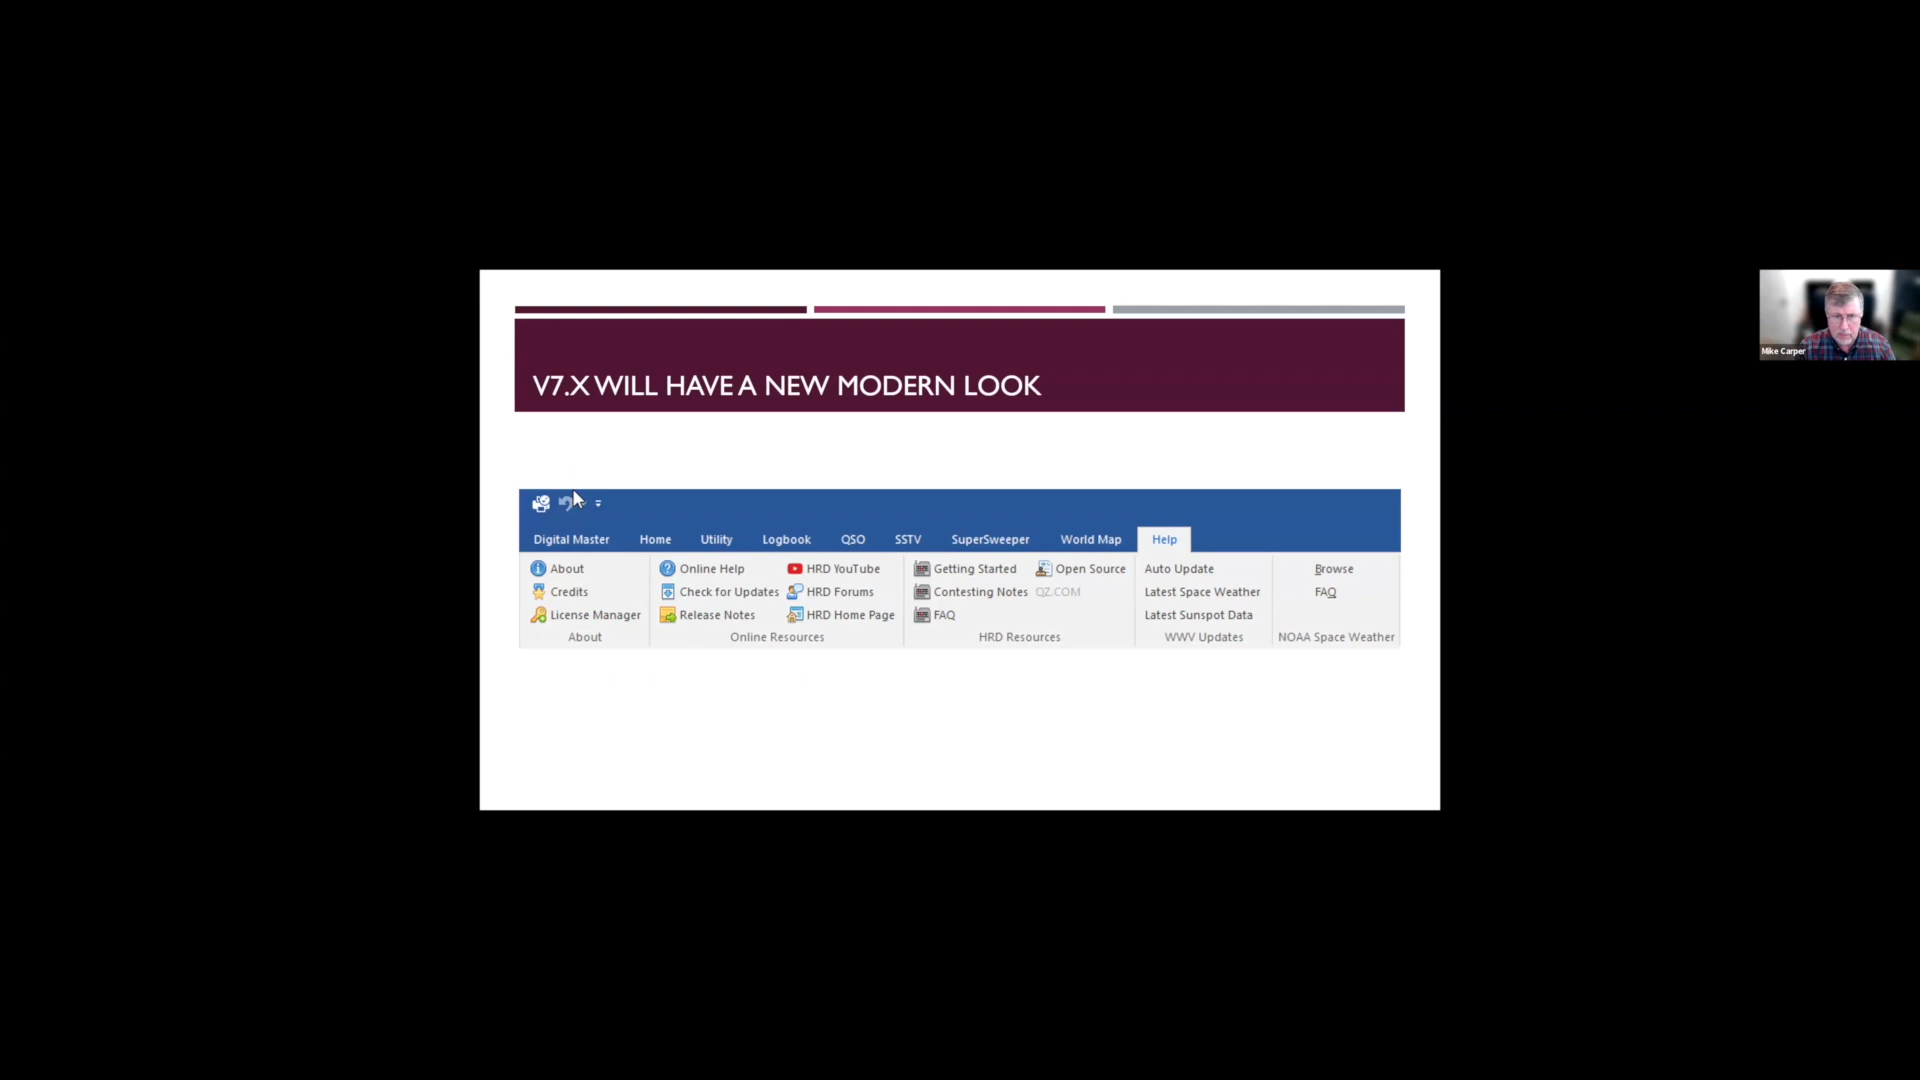 V7.X WILL HAVE A NEW MODERN LOOK
Mike Carper
Digital Master Home Utility Logbook QSO SSTV SuperSweeper World Map Help
About Online Help HRD YouTube Getting Started Open Source Auto Update Browse
Credits Check for Updates HRD Forums Contesting Notes QZ.COM Latest Space Weather FAQ
License Manager Release Notes HRD Home Page FAQ Latest Sunspot Data
About Online Resources HRD Resources WWV Updates NOAA Space Weather